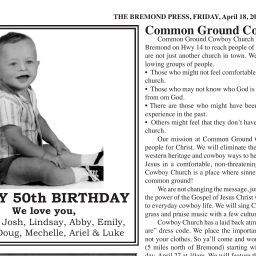 THE BREMOND PRESS, FRIDAY, April 18, 20
Y 50th BIRTHDAY
We love you,
Josh, Lindsay, Abby, Emily,
Doug, Mechelle, Ariel & Luke
Common Ground Co
Common Ground Cowboy Church
Bremond on Hwy 14 to reach people of
are not just another church in town. We
lowing groups of people.
• Those who might not feel comfortable
church.
• Those who may not know who God is
from God.
• There are those who might have been
experience in the past.
• Others might feel that they don't have
church.
Our mission at Common Ground C
people for Christ. We will eliminate the
western heritage and cowboy ways to he
Jesus in a comfortable, non-threatening
Cowboy Church is a place where sinner
common ground!
We are not changing the message, just
the power of the Gospel of Jesus Christ
to everyday cowboy life. We will sing C
grass and praise music with a few cultur
Cowboy Church has a laid back atm
are" dress code. We place the important
not your clothes. So ya'll come and wo
(5 miles north of Bremond) starting wi
day, April 27 at 10am. We will feature